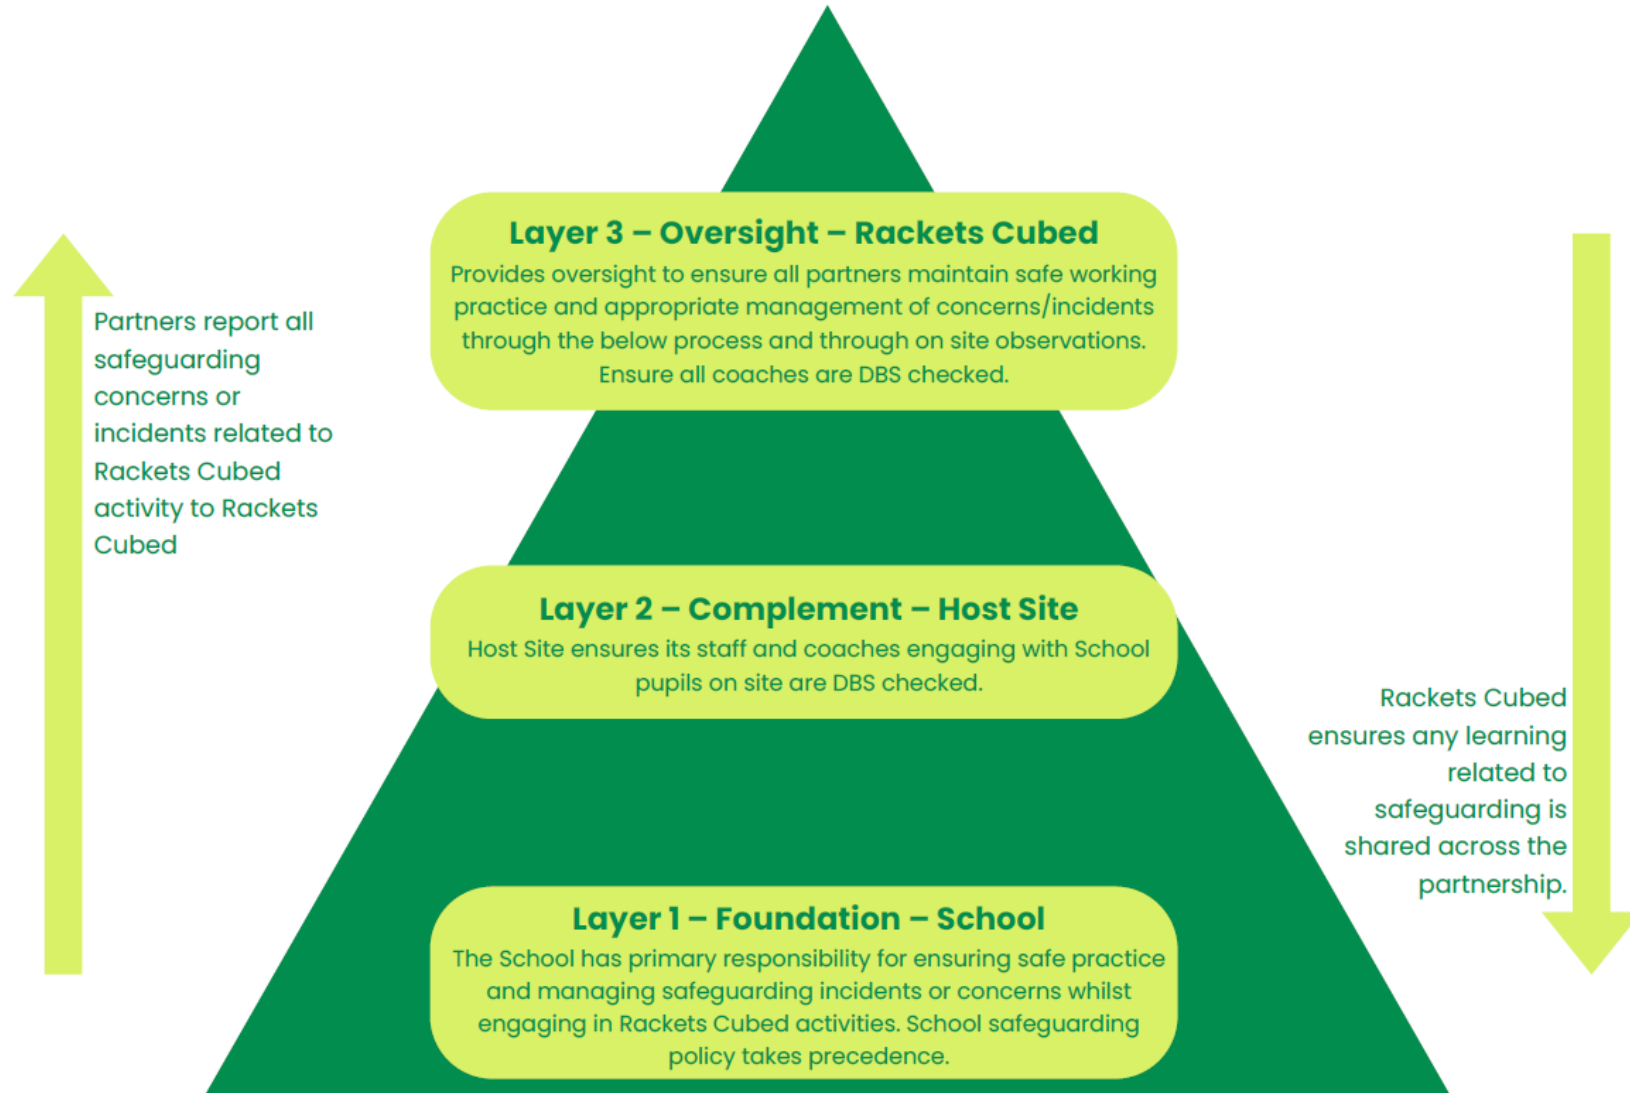 Layer 3 – Oversight – Rackets Cubed
Provides oversight to ensure all partners maintain safe working
practice and appropriate management of concerns/incidents
through the below process and through on site observations.
Ensure all coaches are DBS checked.
Partners report all
safeguarding
concerns or
incidents related to
Rackets Cubed
activity to Rackets
Cubed
Layer 2 – Complement – Host Site
Host Site ensures its staff and coaches engaging with School
pupils on site are DBS checked.
Rackets Cubed
ensures any learning
related to
safeguarding is
shared across the
partnership.
Layer 1 – Foundation – School
The School has primary responsibility for ensuring safe practice
and managing safeguarding incidents or concerns whilst
engaging in Rackets Cubed activities. School safeguarding
policy takes precedence.